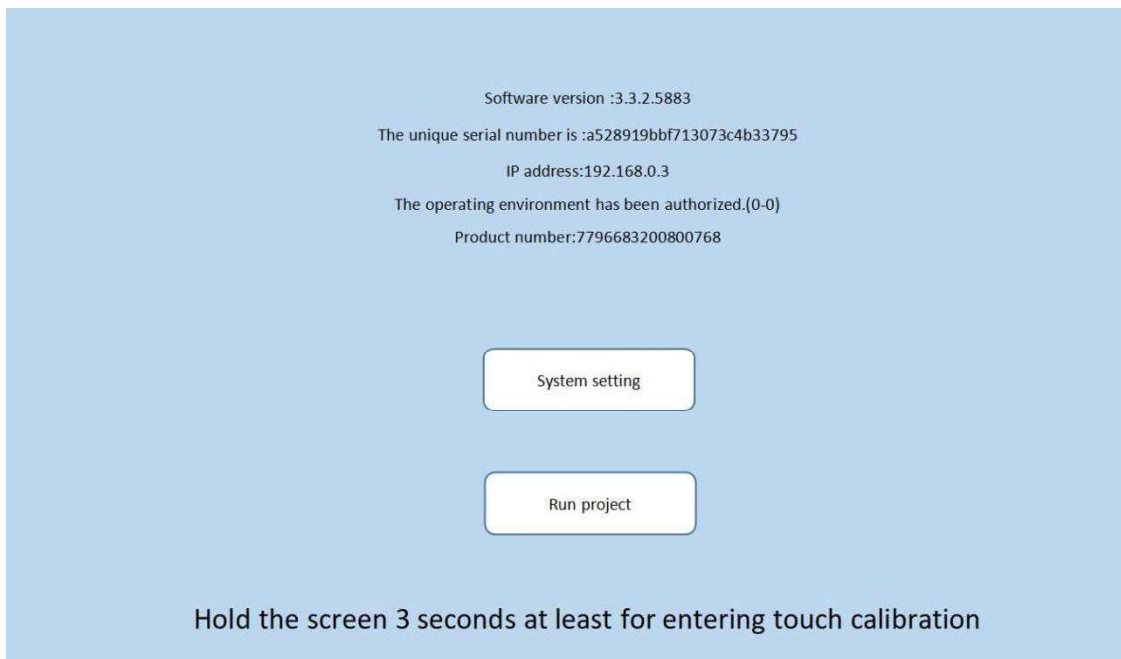 Software version :3.3.2.5883
The unique serial number is :a528919bbf713073c4b33795
IP address:192.168.0.3
The operating environment has been authorized.(0-0)
Product number:7796683200800768
System setting
Run project
Hold the screen 3 seconds at least for entering touch calibration